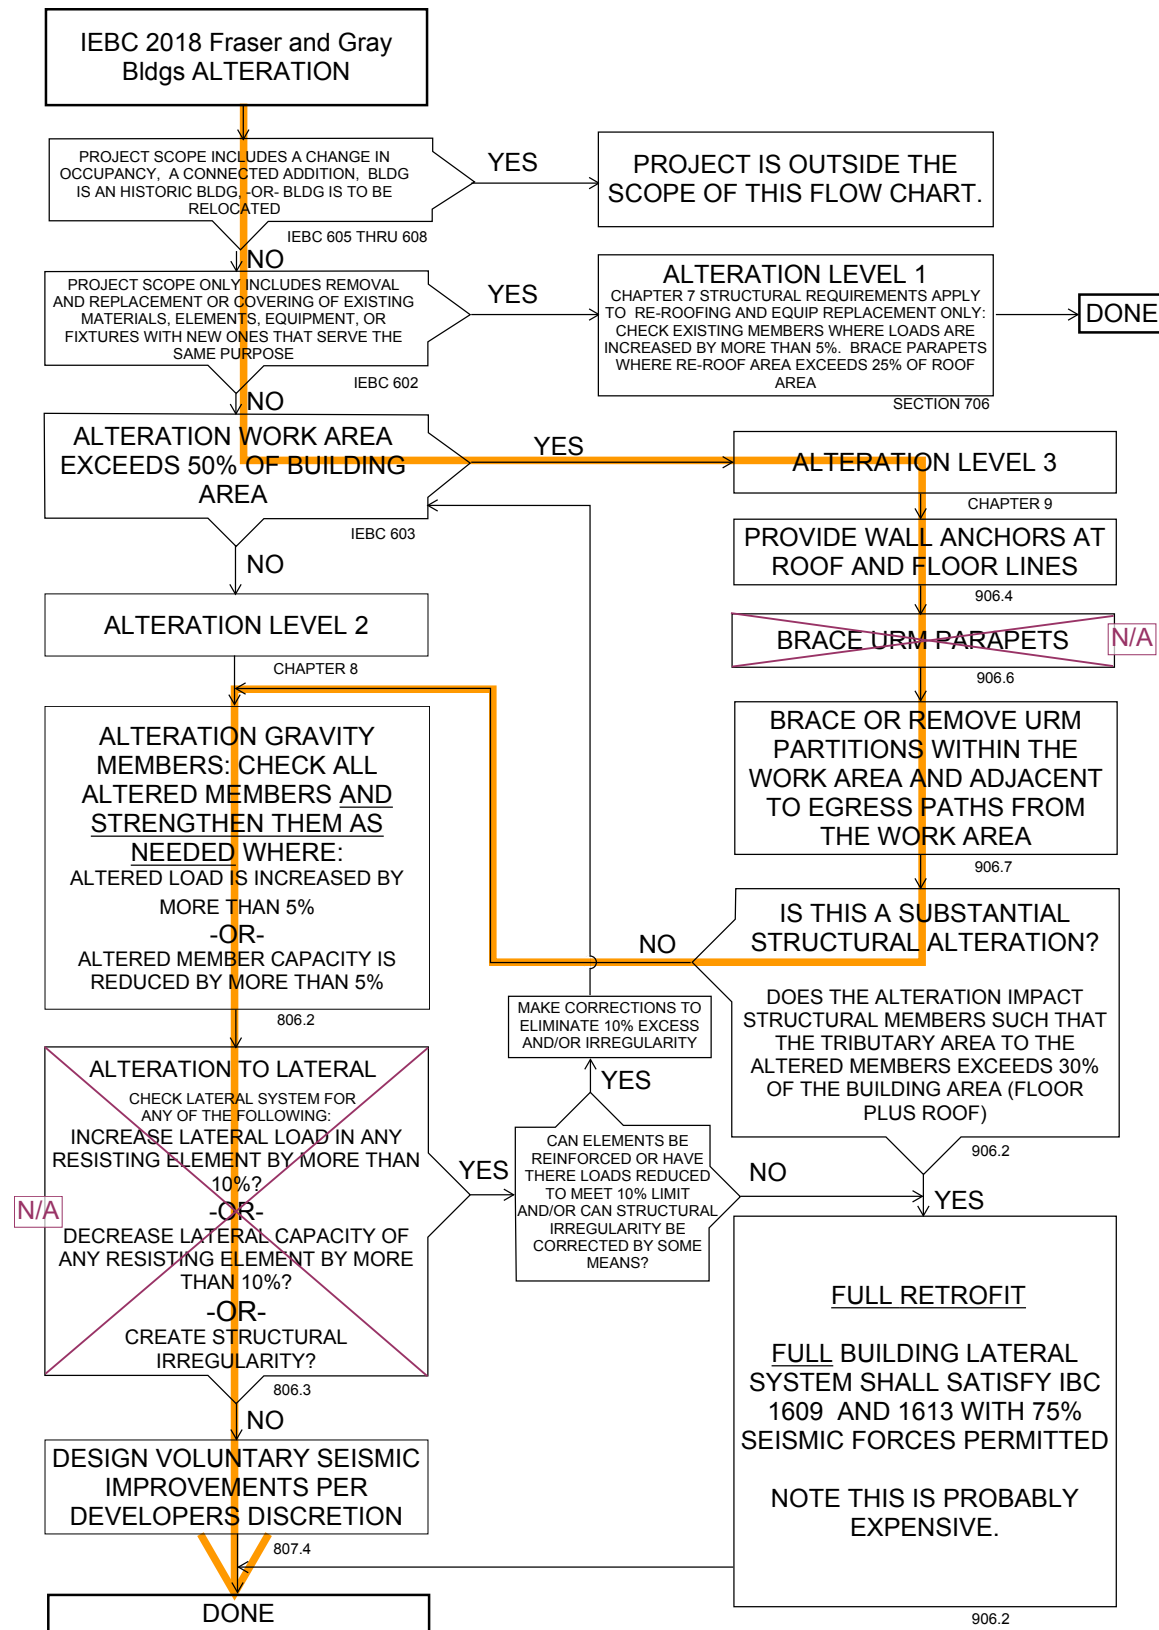 IEBC 2018 Fraser and Gray
Bldgs ALTERATION
PROJECT SCOPE INCLUDES A CHANGE IN
OCCUPANCY, A CONNECTED ADDITION, BLDG
IS AN HISTORIC BLDG, -OR- BLDG IS TO BE
RELOCATED
IEBC 605 THRU 608
YES
PROJECT IS OUTSIDE THE
SCOPE OF THIS FLOW CHART.
NO
PROJECT SCOPE ONLY INCLUDES REMOVAL
AND REPLACEMENT OR COVERING OF EXISTING
MATERIALS, ELEMENTS, EQUIPMENT, OR
FIXTURES WITH NEW ONES THAT SERVE THE
SAME PURPOSE
IEBC 602
YES
ALTERATION LEVEL 1
CHAPTER 7 STRUCTURAL REQUIREMENTS APPLY
TO RE-ROOFING AND EQUIP REPLACEMENT ONLY:
CHECK EXISTING MEMBERS WHERE LOADS ARE
INCREASED BY MORE THAN 5%. BRACE PARAPETS
WHERE RE-ROOF AREA EXCEEDS 25% OF ROOF
AREA
SECTION 706
DONE
NO
ALTERATION WORK AREA
EXCEEDS 50% OF BUILDING
AREA
IEBC 603
YES
ALTERATION LEVEL 3
CHAPTER 9
PROVIDE WALL ANCHORS AT
ROOF AND FLOOR LINES
906.4
BRACE URM PARAPETS
N/A
906.6
BRACE OR REMOVE URM
PARTITIONS WITHIN THE
WORK AREA AND ADJACENT
TO EGRESS PATHS FROM
THE WORK AREA
906.7
IS THIS A SUBSTANTIAL
STRUCTURAL ALTERATION?
DOES THE ALTERATION IMPACT
STRUCTURAL MEMBERS SUCH THAT
THE TRIBUTARY AREA TO THE
ALTERED MEMBERS EXCEEDS 30%
OF THE BUILDING AREA (FLOOR
PLUS ROOF)
906.2
NO
YES
NO
ALTERATION LEVEL 2
CHAPTER 8
ALTERATION GRAVITY
MEMBERS: CHECK ALL
ALTERED MEMBERS AND
STRENGTHEN THEM AS
NEEDED WHERE:
ALTERED LOAD IS INCREASED BY
MORE THAN 5%
-OR-
ALTERED MEMBER CAPACITY IS
REDUCED BY MORE THAN 5%
806.2
ALTERATION TO LATERAL
CHECK LATERAL SYSTEM FOR
ANY OF THE FOLLOWING:
INCREASE LATERAL LOAD IN ANY
RESISTING ELEMENT BY MORE THAN
10%?
-OR-
DECREASE LATERAL CAPACITY OF
ANY RESISTING ELEMENT BY MORE
THAN 10%?
-OR-
CREATE STRUCTURAL
IRREGULARITY?
N/A
806.3
YES
CAN ELEMENTS BE
REINFORCED OR HAVE
THERE LOADS REDUCED
TO MEET 10% LIMIT
AND/OR CAN STRUCTURAL
IRREGULARITY BE
CORRECTED BY SOME
MEANS?
YES
MAKE CORRECTIONS TO
ELIMINATE 10% EXCESS
AND/OR IRREGULARITY
NO
FULL RETROFIT
FULL BUILDING LATERAL
SYSTEM SHALL SATISFY IBC
1609 AND 1613 WITH 75%
SEISMIC FORCES PERMITTED
NOTE THIS IS PROBABLY
EXPENSIVE.
906.2
NO
DESIGN VOLUNTARY SEISMIC
IMPROVEMENTS PER
DEVELOPERS DISCRETION
807.4
DONE